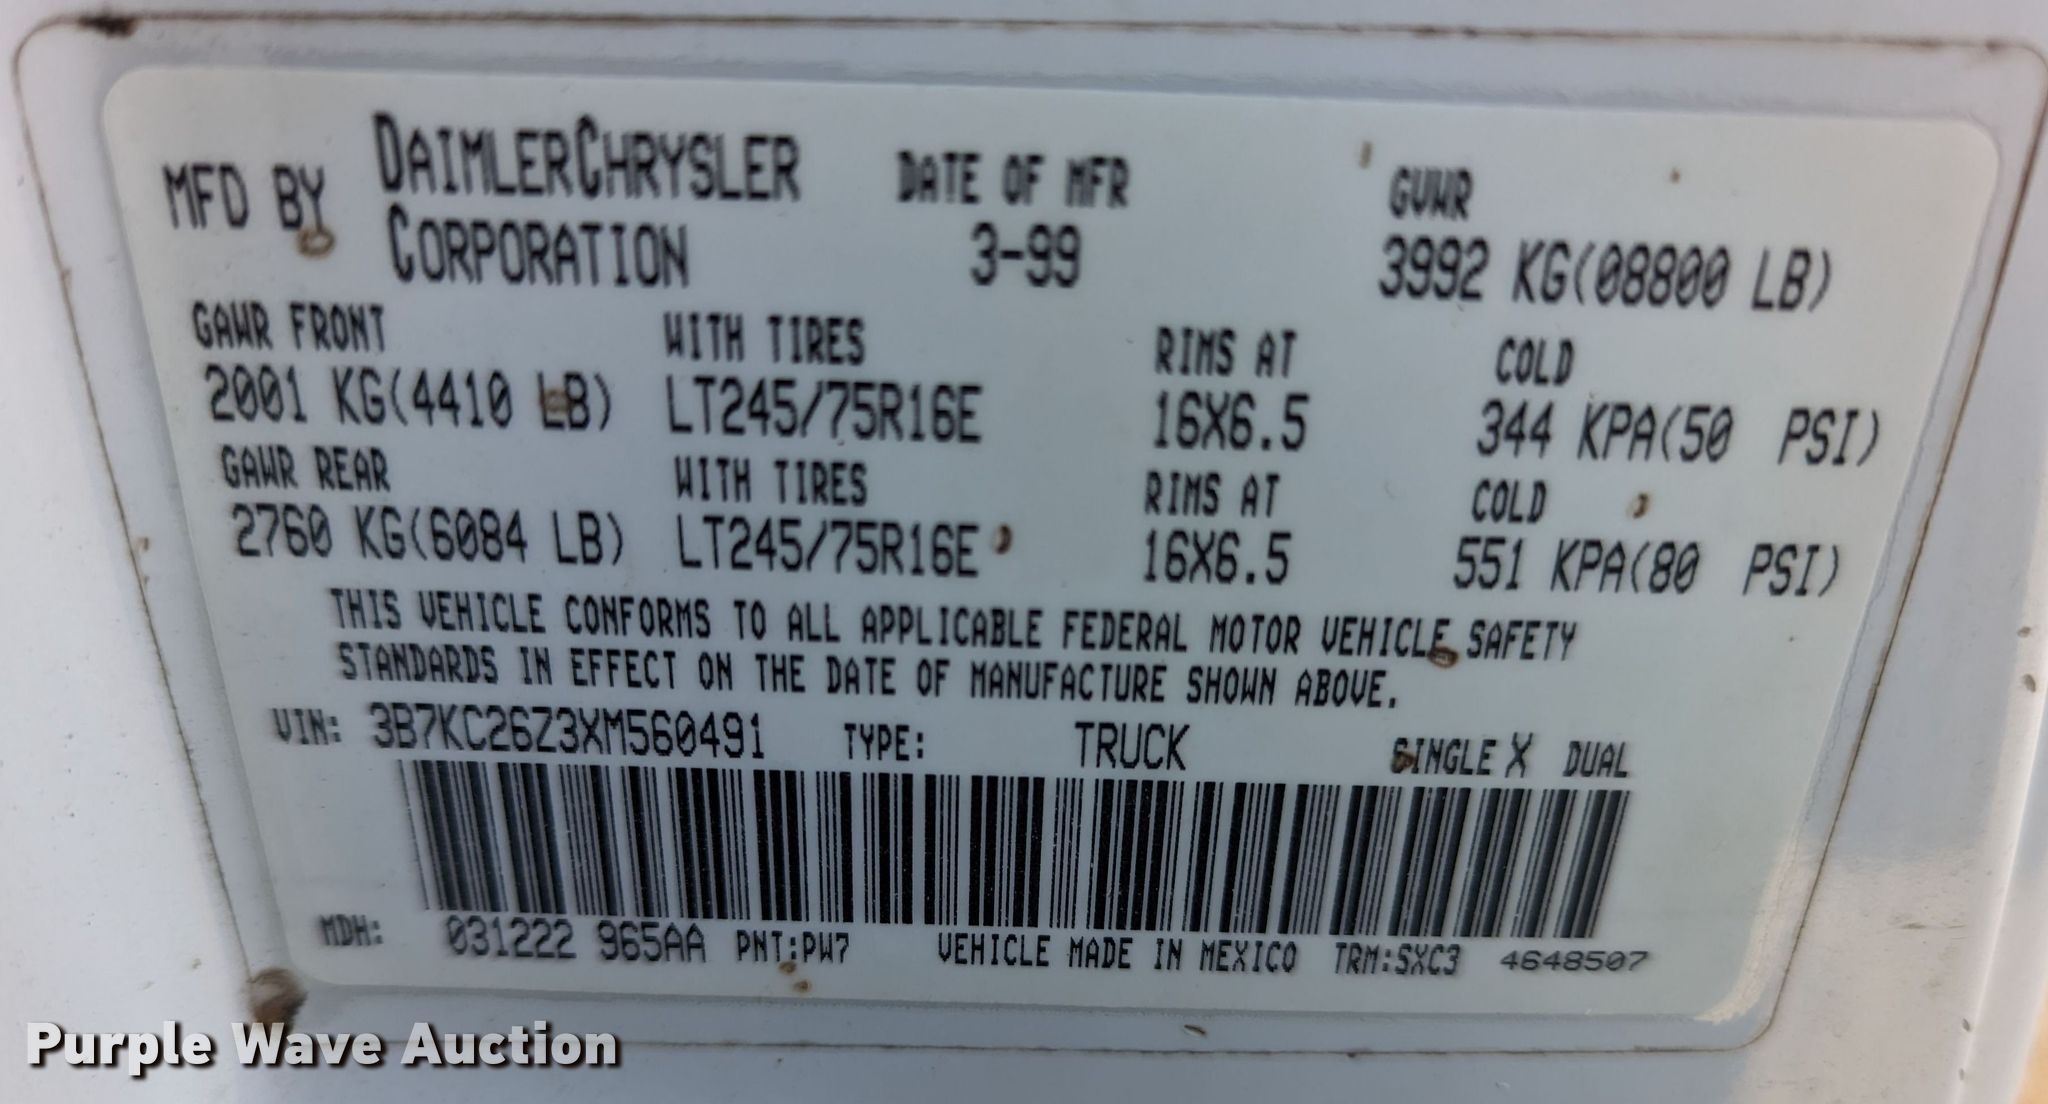 MFD BY DAIMLERCHRYSLER CORPORATION DATE OF MFR GVWR
3-99 3992 KG(08800 LB)
GAWR FRONT WITH TIRES RIMS AT COLD
2001 KG(4410 LB) LT245/75R16E 16X6.5 344 KPA(50 PSI)
GAWR REAR WITH TIRES RIMS AT COLD
2760 KG(6084 LB) LT245/75R16E 16X6.5 551 KPA(80 PSI)
THIS VEHICLE CONFORMS TO ALL APPLICABLE FEDERAL MOTOR VEHICLE SAFETY
STANDARDS IN EFFECT ON THE DATE OF MANUFACTURE SHOWN ABOVE.
VIN: 3B7KC26Z3XM560491 TYPE: TRUCK SINGLE X DUAL
MDH: 031222 965AA PNT:PW7 VEHICLE MADE IN MEXICO TRM:SXC3 4648507
Purple Wave Auction